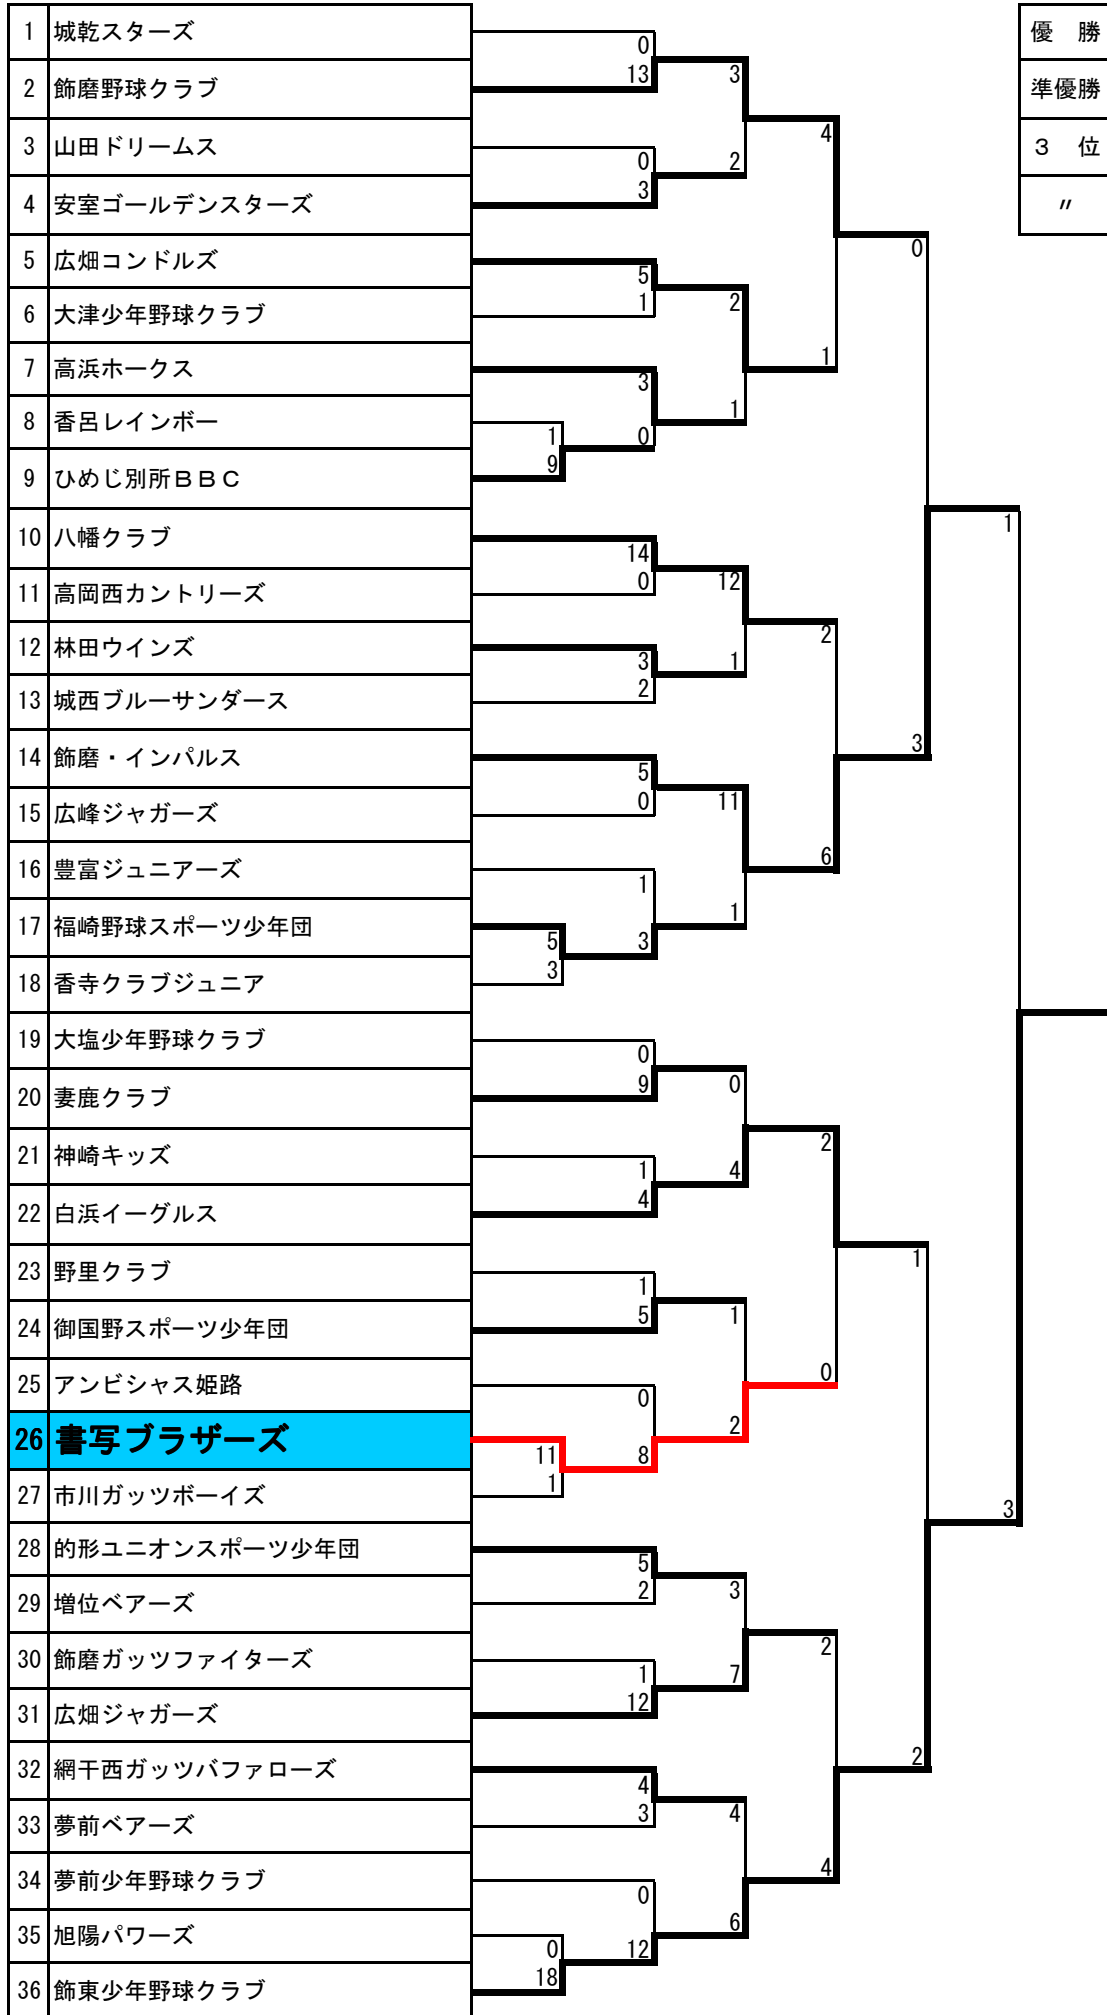 1 城乾スターズ
2 飾磨野球クラブ
3 山田ドリームス
4 安室ゴールデンスターズ
5 広畑コンドルズ
6 大津少年野球クラブ
7 高浜ホークス
8 香呂レインボー
9 ひめじ別所ＢＢＣ
10 八幡クラブ
11 高岡西カントリーズ
12 林田ウインズ
13 城西ブルーサンダース
14 飾磨・インパルス
15 広峰ジャガーズ
16 豊富ジュニアーズ
17 福崎野球スポーツ少年団
18 香寺クラブジュニア
19 大塩少年野球クラブ
20 妻鹿クラブ
21 神崎キッズ
22 白浜イーグルス
23 野里クラブ
24 御国野スポーツ少年団
25 アンビシャス姫路
26 書写ブラザーズ
27 市川ガッツボーイズ
28 的形ユニオンスポーツ少年団
29 増位ベアーズ
30 飾磨ガッツファイターズ
31 広畑ジャガーズ
32 網干西ガッツバファローズ
33 夢前ベアーズ
34 夢前少年野球クラブ
35 旭陽パワーズ
36 飾東少年野球クラブ
1
9
5
3
11
1
0
18
0
13
0
3
5
1
3
0
14
0
3
2
5
0
1
3
0
9
1
4
1
5
0
8
5
2
1
12
4
3
0
12
3
2
2
1
12
1
11
1
0
4
1
2
3
7
4
6
4
1
2
6
2
0
2
4
0
3
1
2
1
3
優　勝
準優勝
３　位
〃